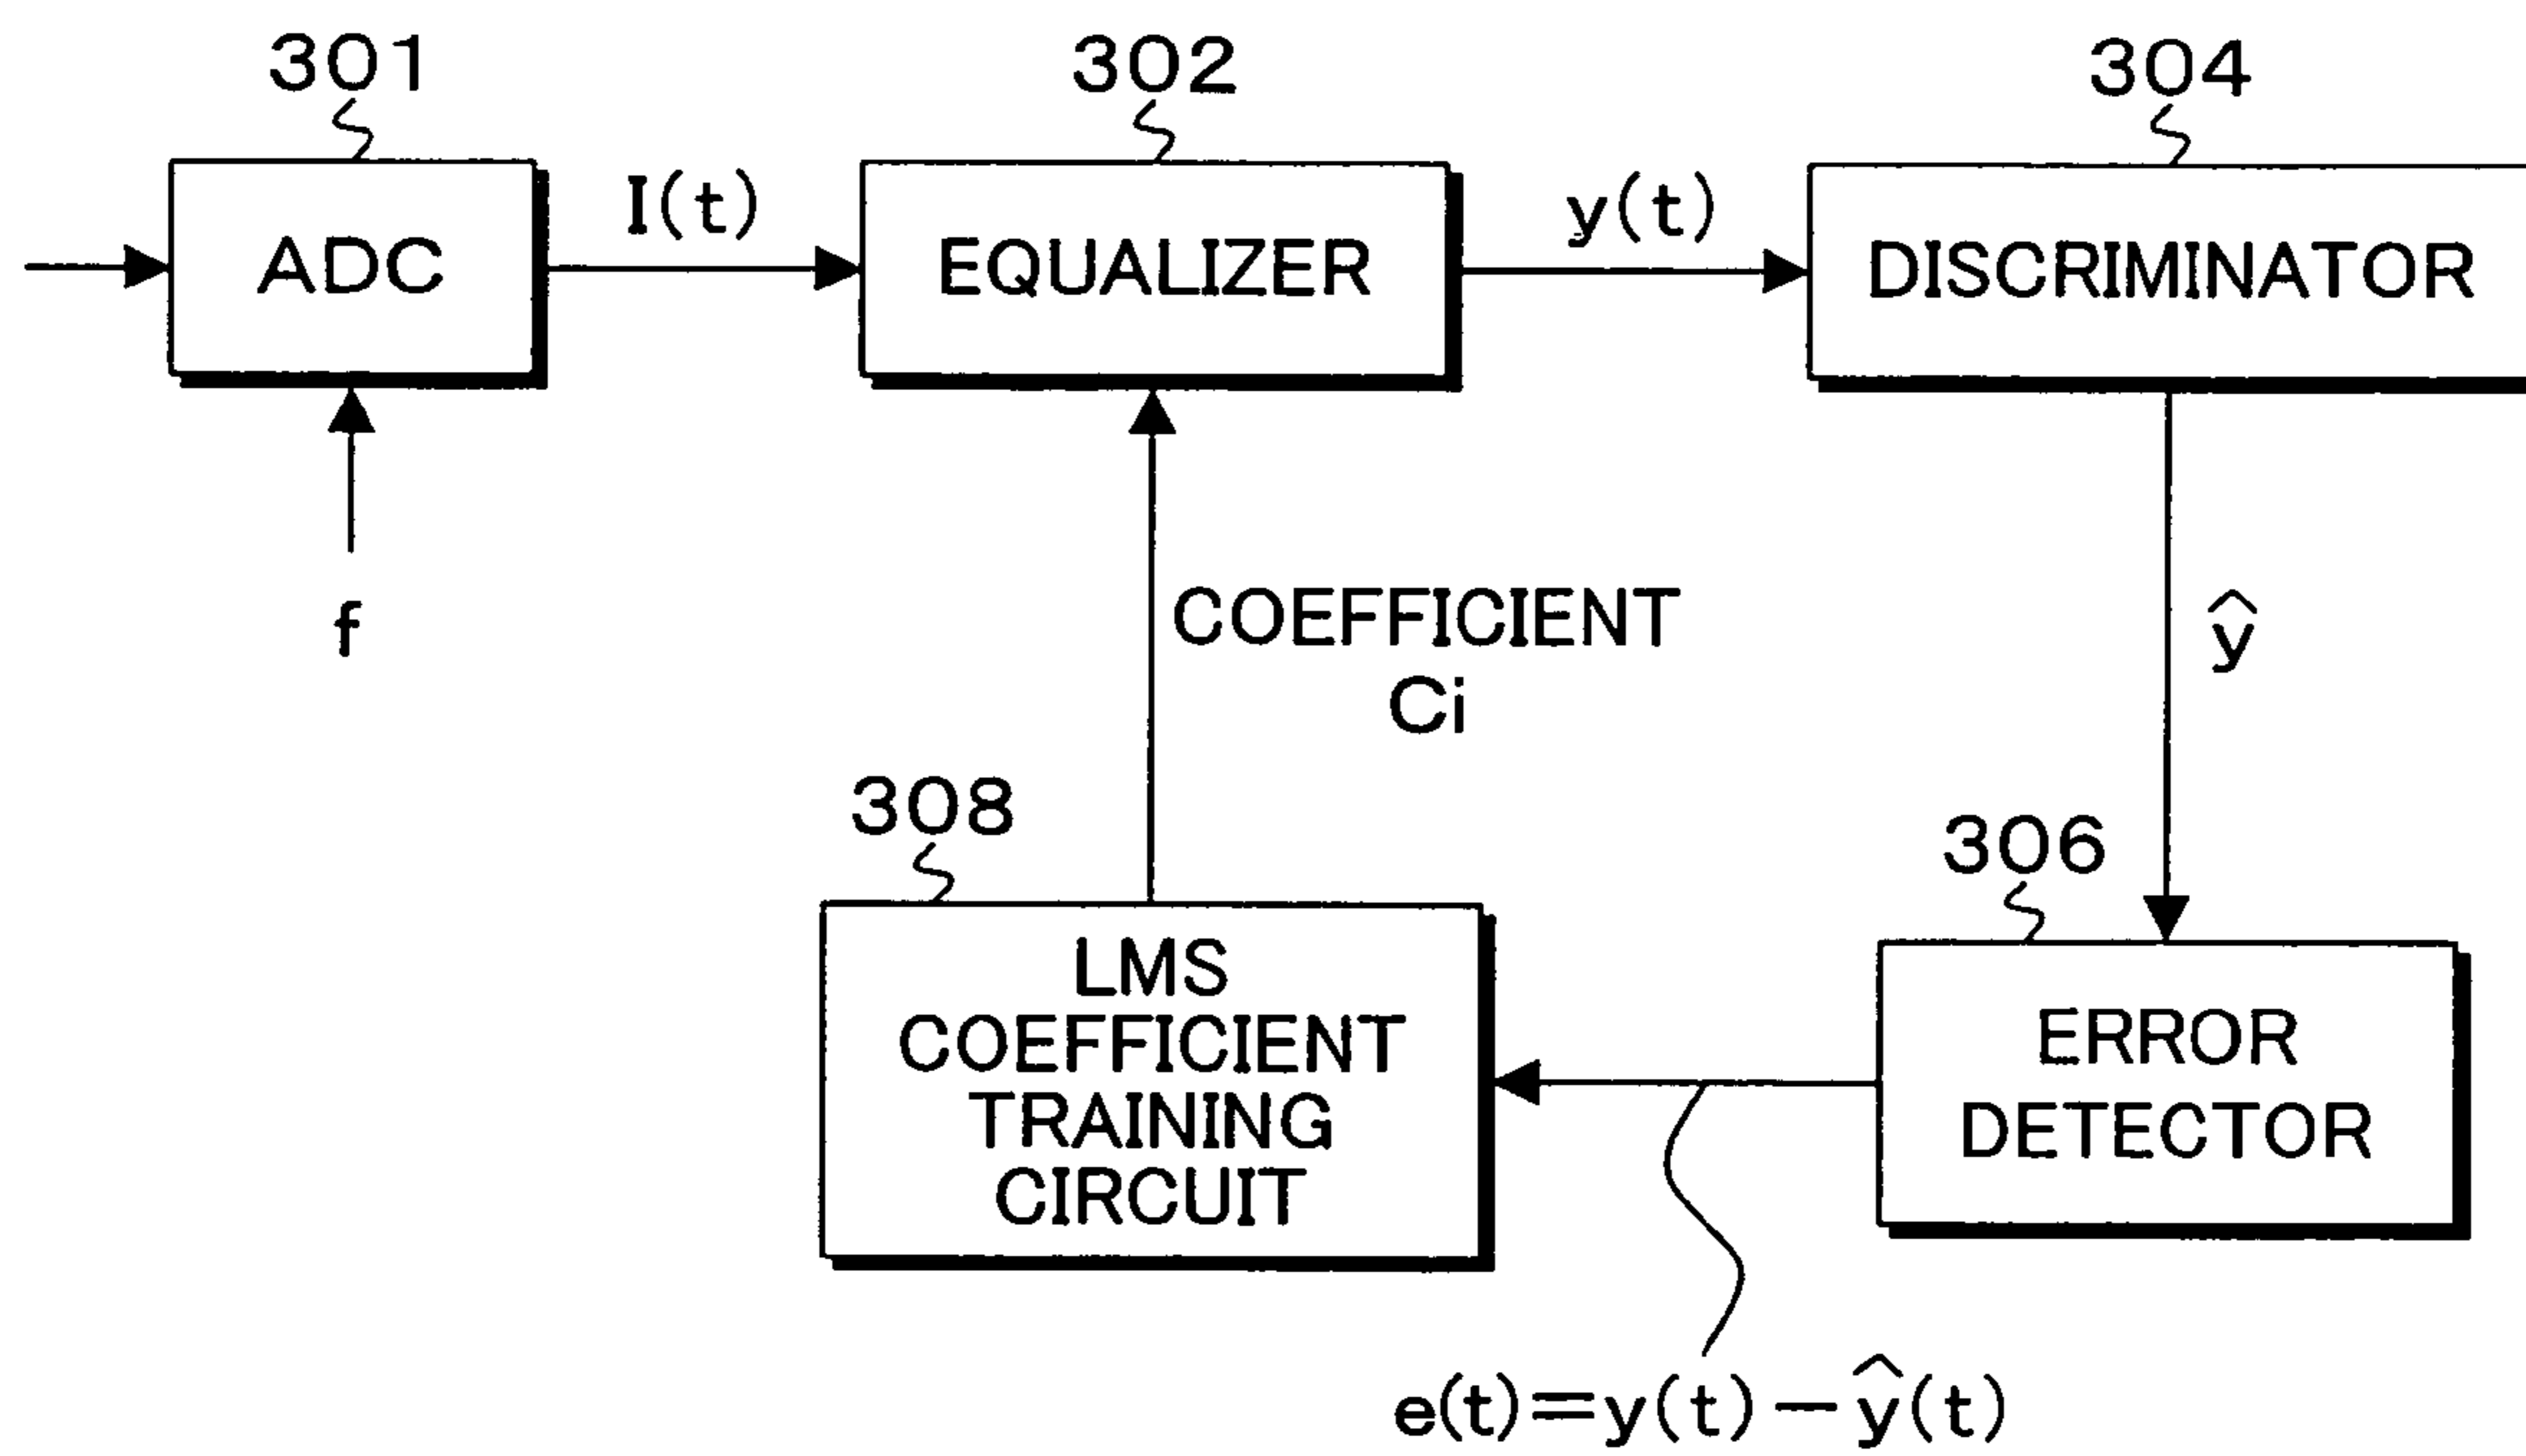 301
302
304
ADC
I(t)
EQUALIZER
y(t)
DISCRIMINATOR
f
COEFFICIENT
Ci
ŷ
308
306
LMS
COEFFICIENT
TRAINING
CIRCUIT
ERROR
DETECTOR
e(t)=y(t)-ŷ(t)